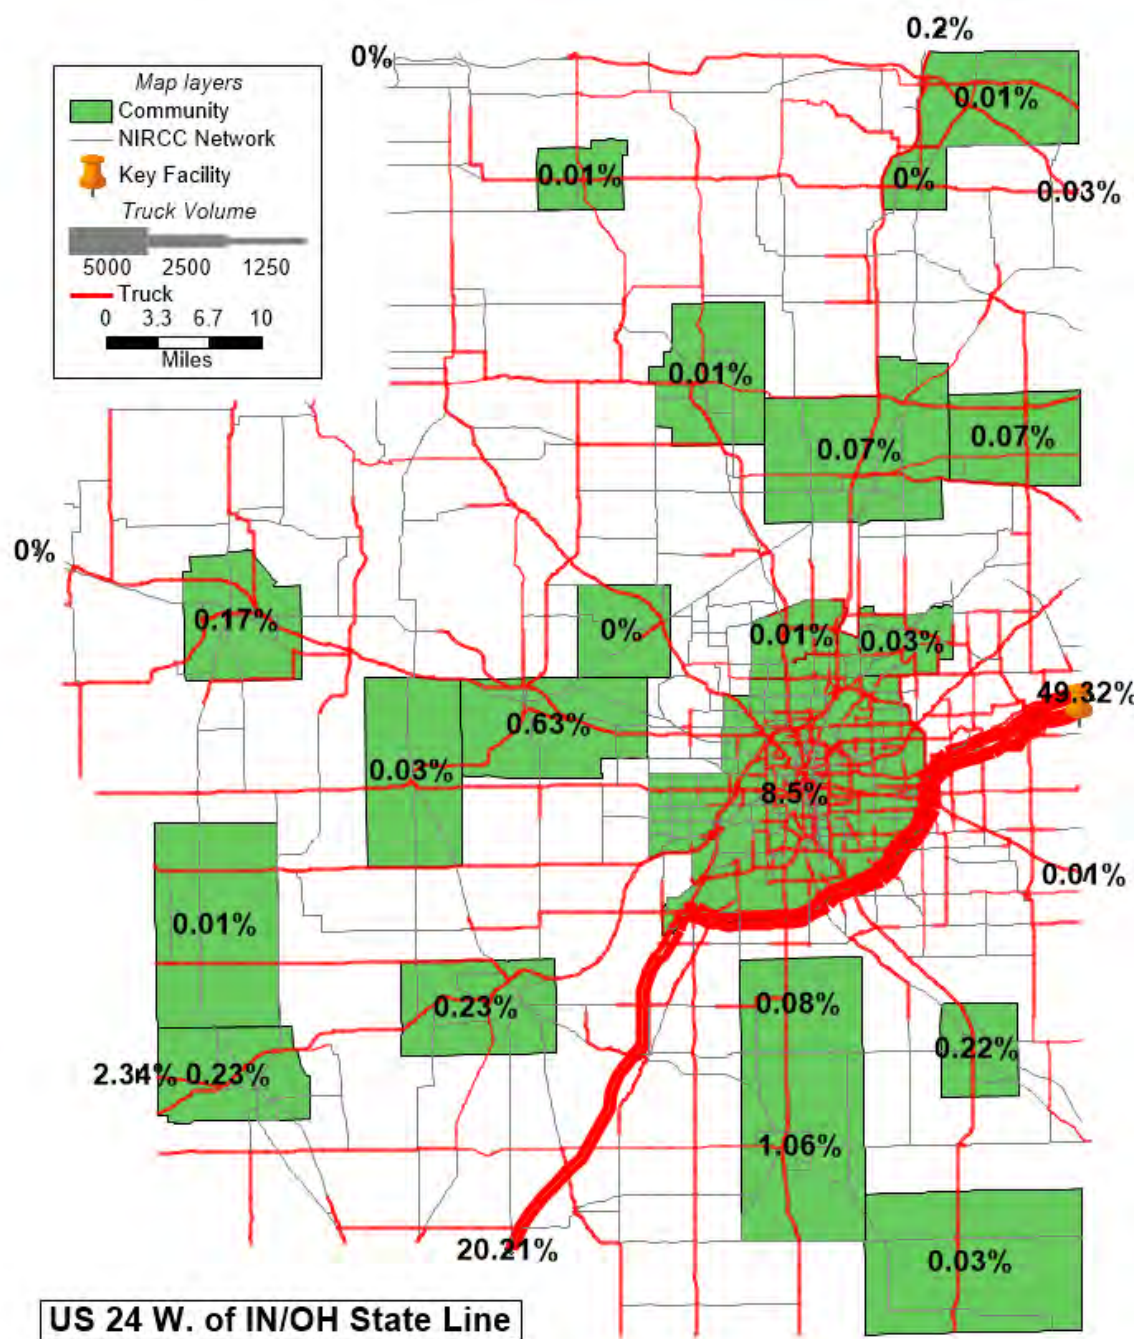 0.2%
0%
Map layers
Community
NIRCC Network
Key Facility
Truck Volume
5000 2500 1250
Truck
0 3.3 6.7 10
Miles
0.01%
0.01%
0%
0.03%
0.01%
0.07%
0.07%
0%
0.17%
0%
0.01%
0.03%
49.32%
0.63%
0.03%
8.5%
0.01%
0.01%
0.23%
0.08%
0.22%
2.34% 0.23%
1.06%
20.21%
0.03%
US 24 W. of IN/OH State Line